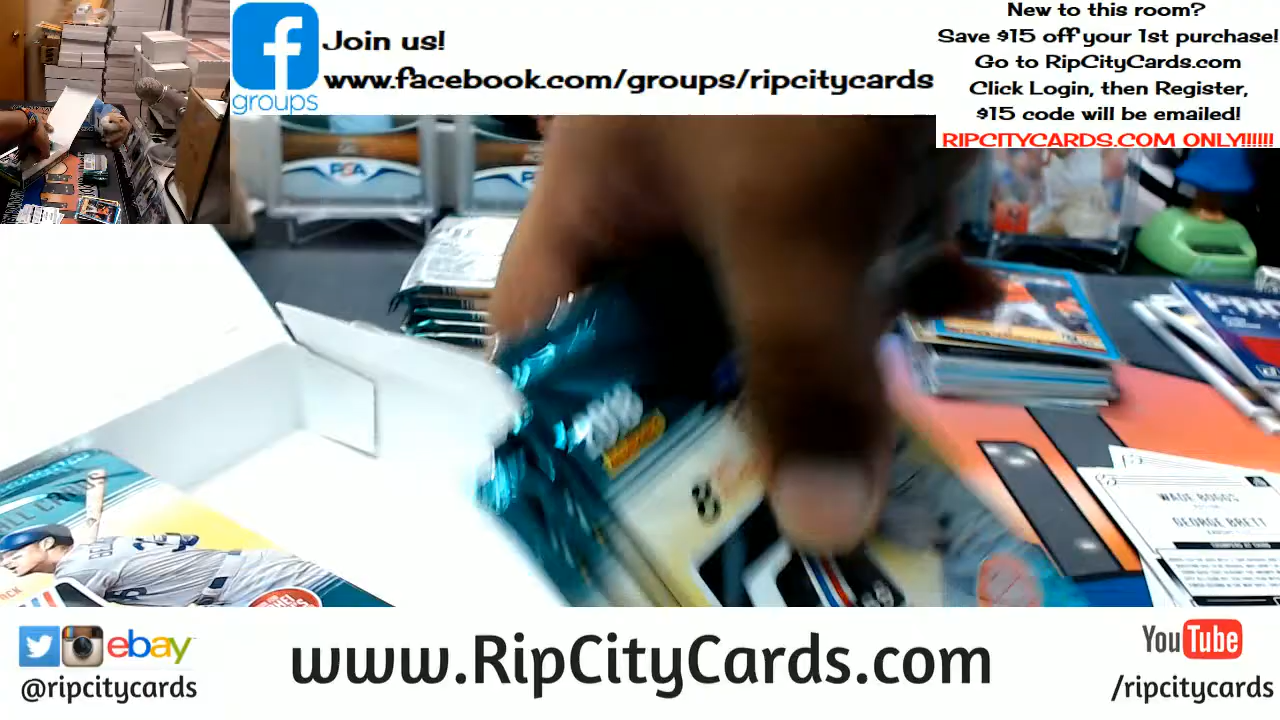 Join us!
www.facebook.com/groups/ripcitycards
groups
New to this room?
Save $15 off your 1st purchase!
Go to RipCityCards.com
Click Login, then Register,
$15 code will be emailed!
RIPCITYCARDS.COM ONLY!!!!!!
PSA
WADE BOGGS
GEORGE BRETT
ebay
@ripcitycards
www.RipCityCards.com
YouTube
/ripcitycards